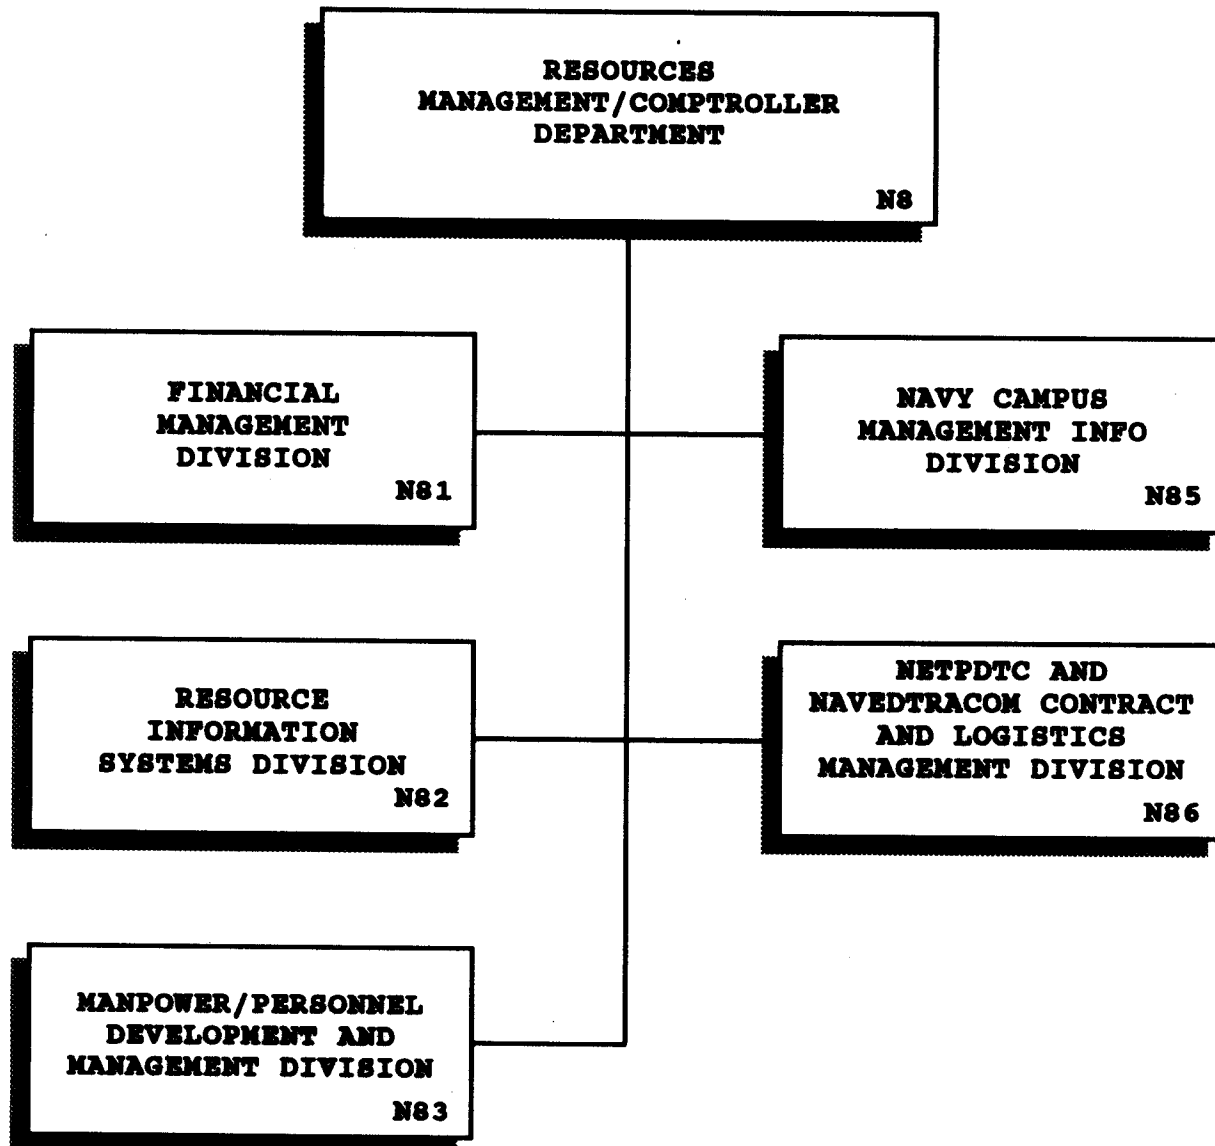 RESOURCES
MANAGEMENT/COMPTROLLER
DEPARTMENT
N8
FINANCIAL
MANAGEMENT
DIVISION
N81
NAVY CAMPUS
MANAGEMENT INFO
DIVISION
N85
RESOURCE
INFORMATION
SYSTEMS DIVISION
N82
NETPDTC AND
NAVEDTRACOM CONTRACT
AND LOGISTICS
MANAGEMENT DIVISION
N86
MANPOWER/PERSONNEL
DEVELOPMENT AND
MANAGEMENT DIVISION
N83